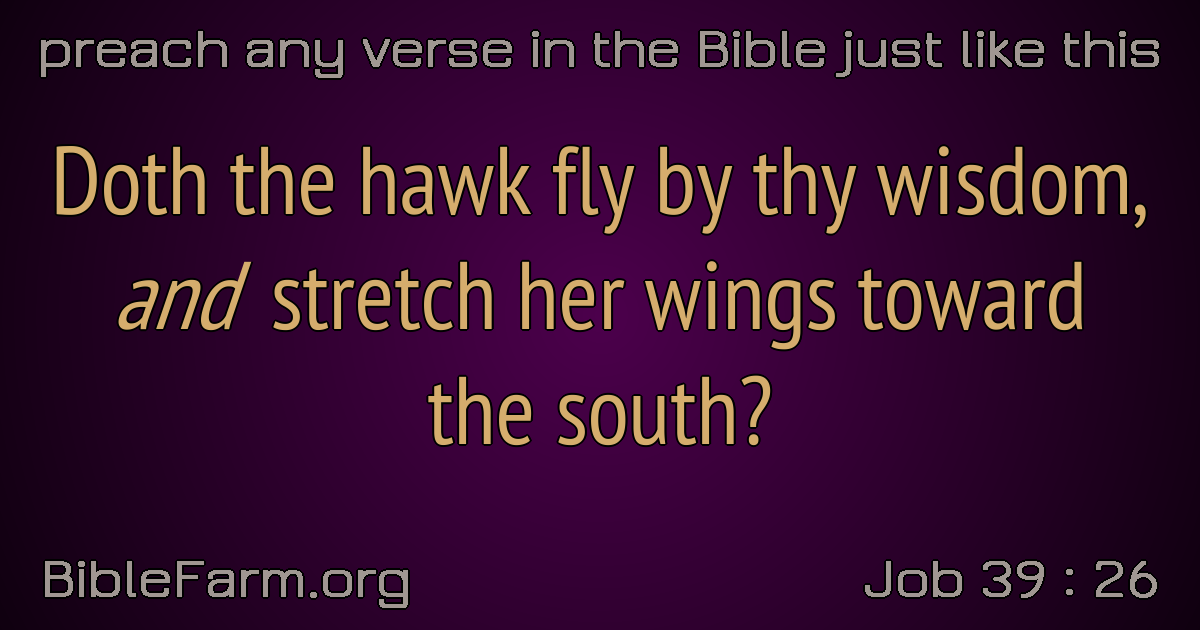 preach any verse in the Bible just like this
Doth the hawk fly by thy wisdom,
and stretch her wings toward
the south?
BibleFarm.org
Job 39 : 26